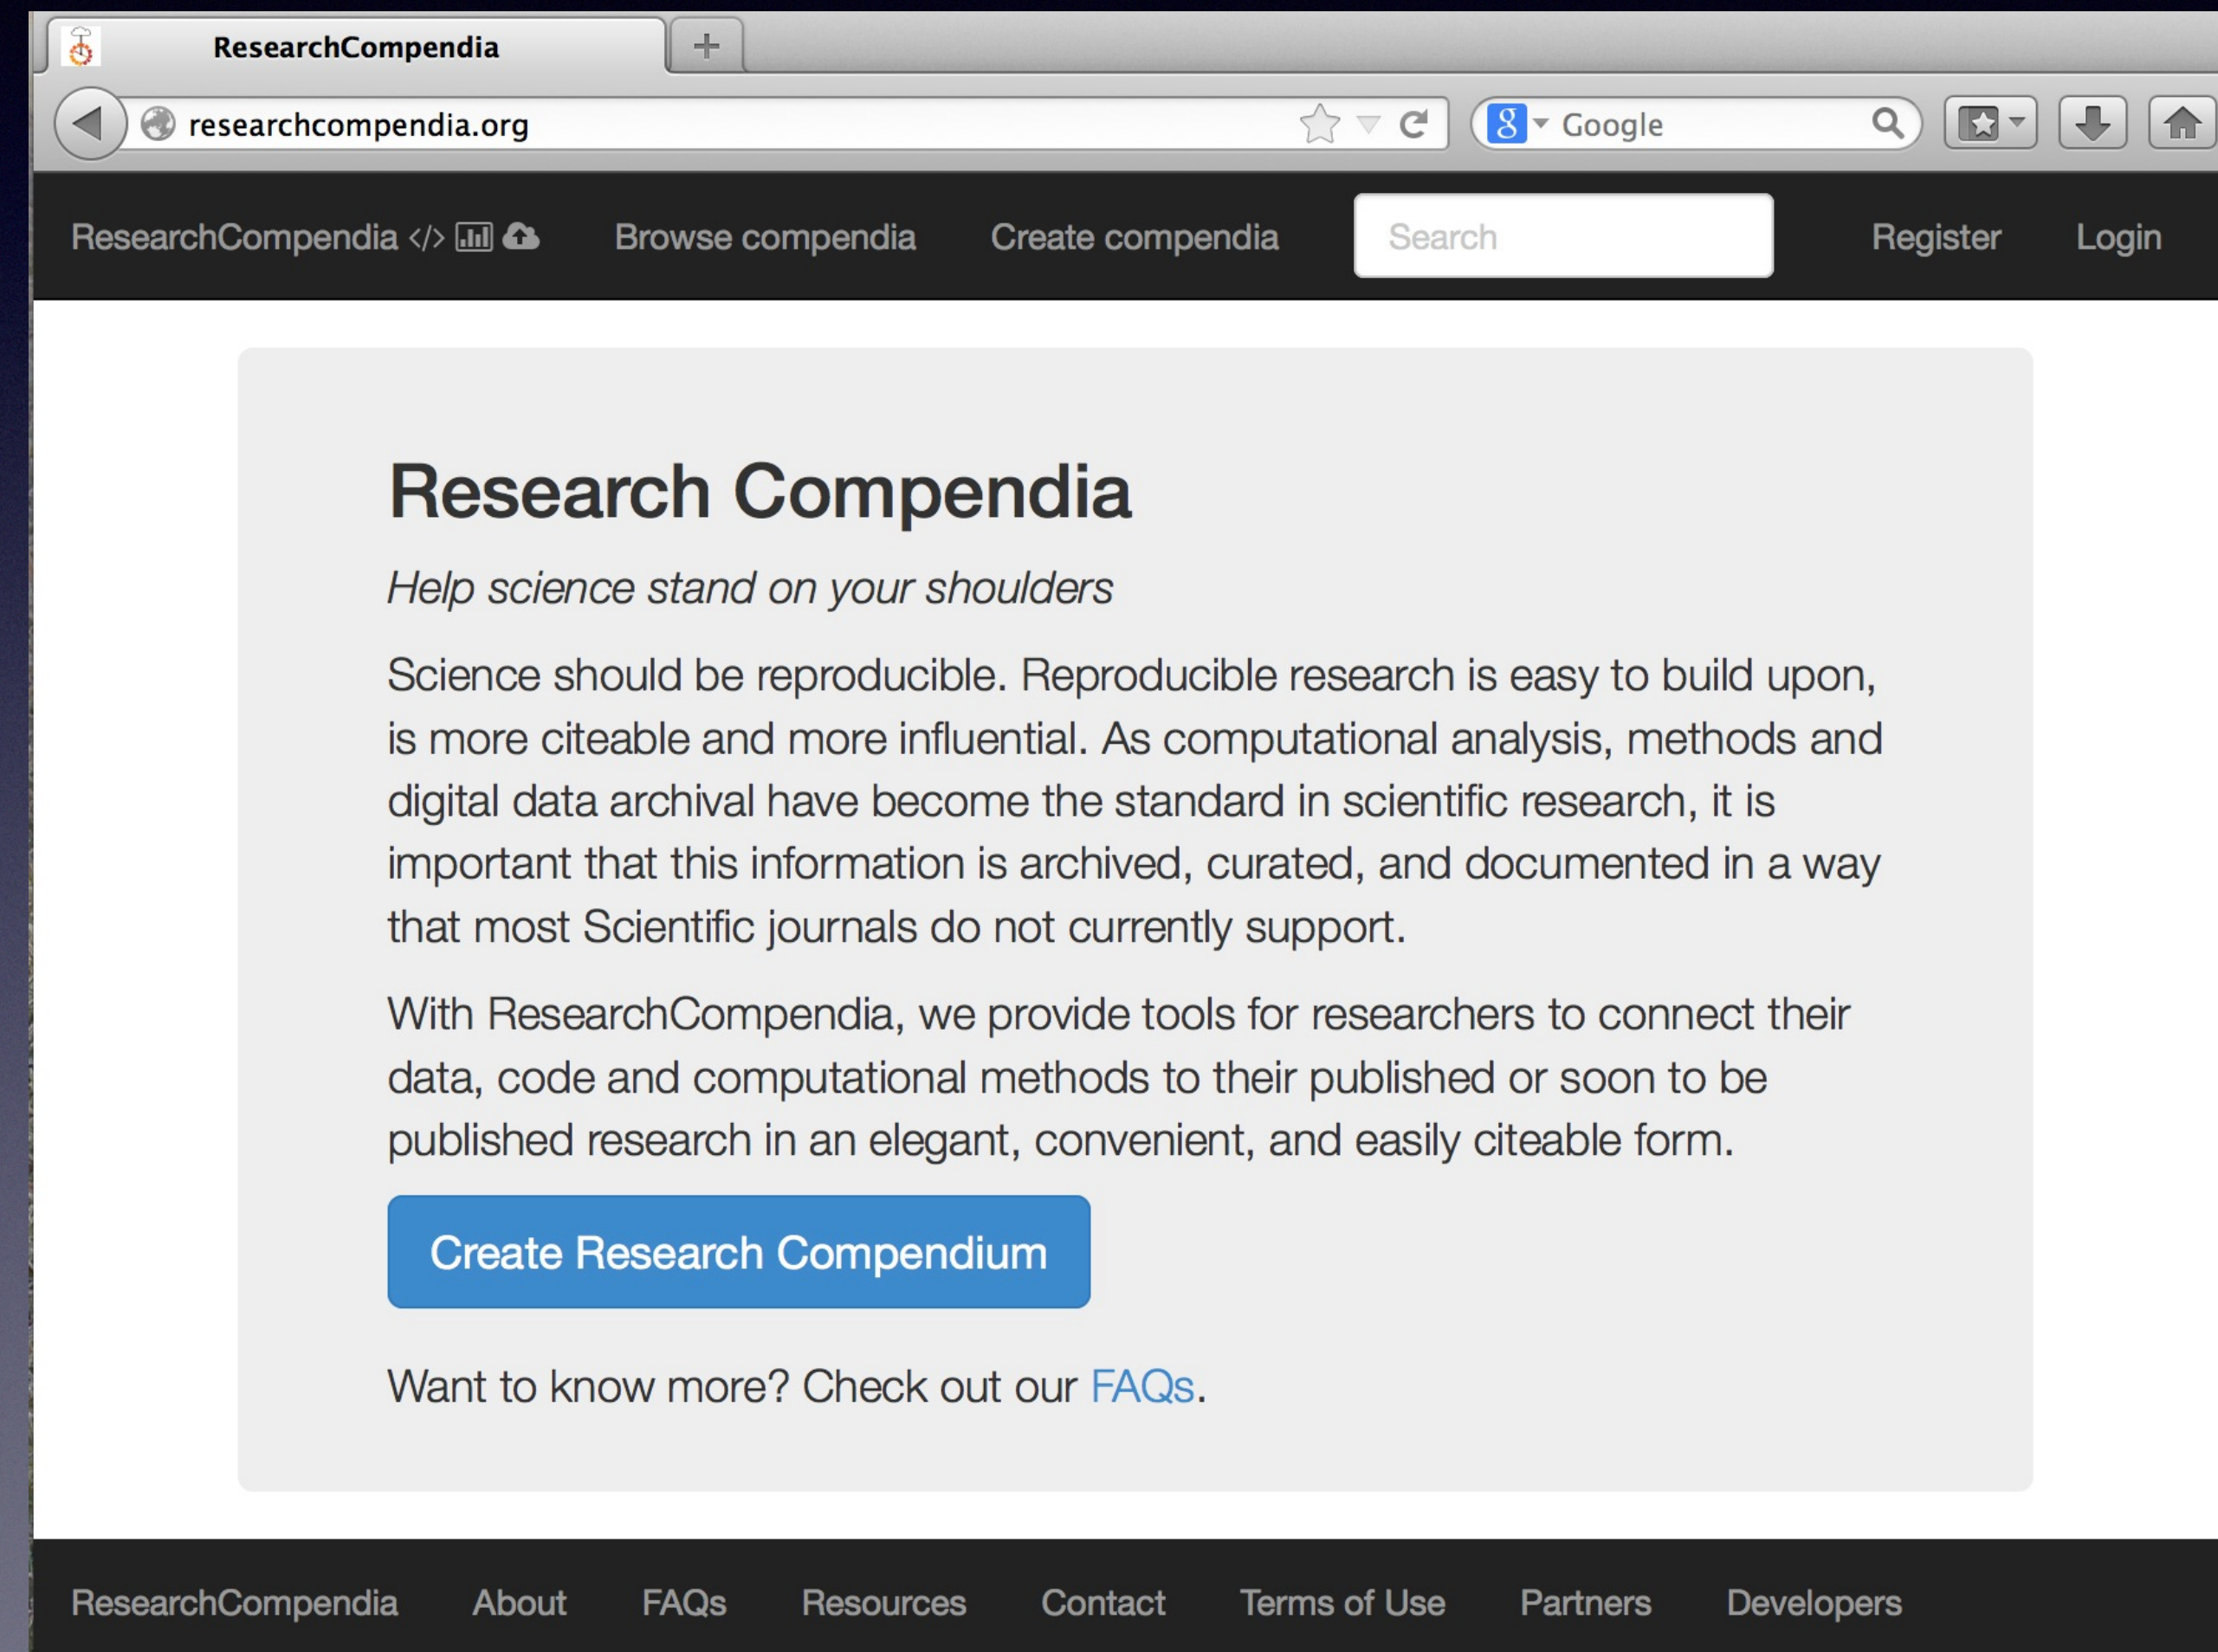 ResearchCompendia
researchcompendia.org
Google
ResearchCompendia </> Browse compendia Create compendia Search Register Login
Research Compendia
Help science stand on your shoulders
Science should be reproducible. Reproducible research is easy to build upon,
is more citeable and more influential. As computational analysis, methods and
digital data archival have become the standard in scientific research, it is
important that this information is archived, curated, and documented in a way
that most Scientific journals do not currently support.
With ResearchCompendia, we provide tools for researchers to connect their
data, code and computational methods to their published or soon to be
published research in an elegant, convenient, and easily citeable form.
Create Research Compendium
Want to know more? Check out our FAQs.
ResearchCompendia About FAQs Resources Contact Terms of Use Partners Developers